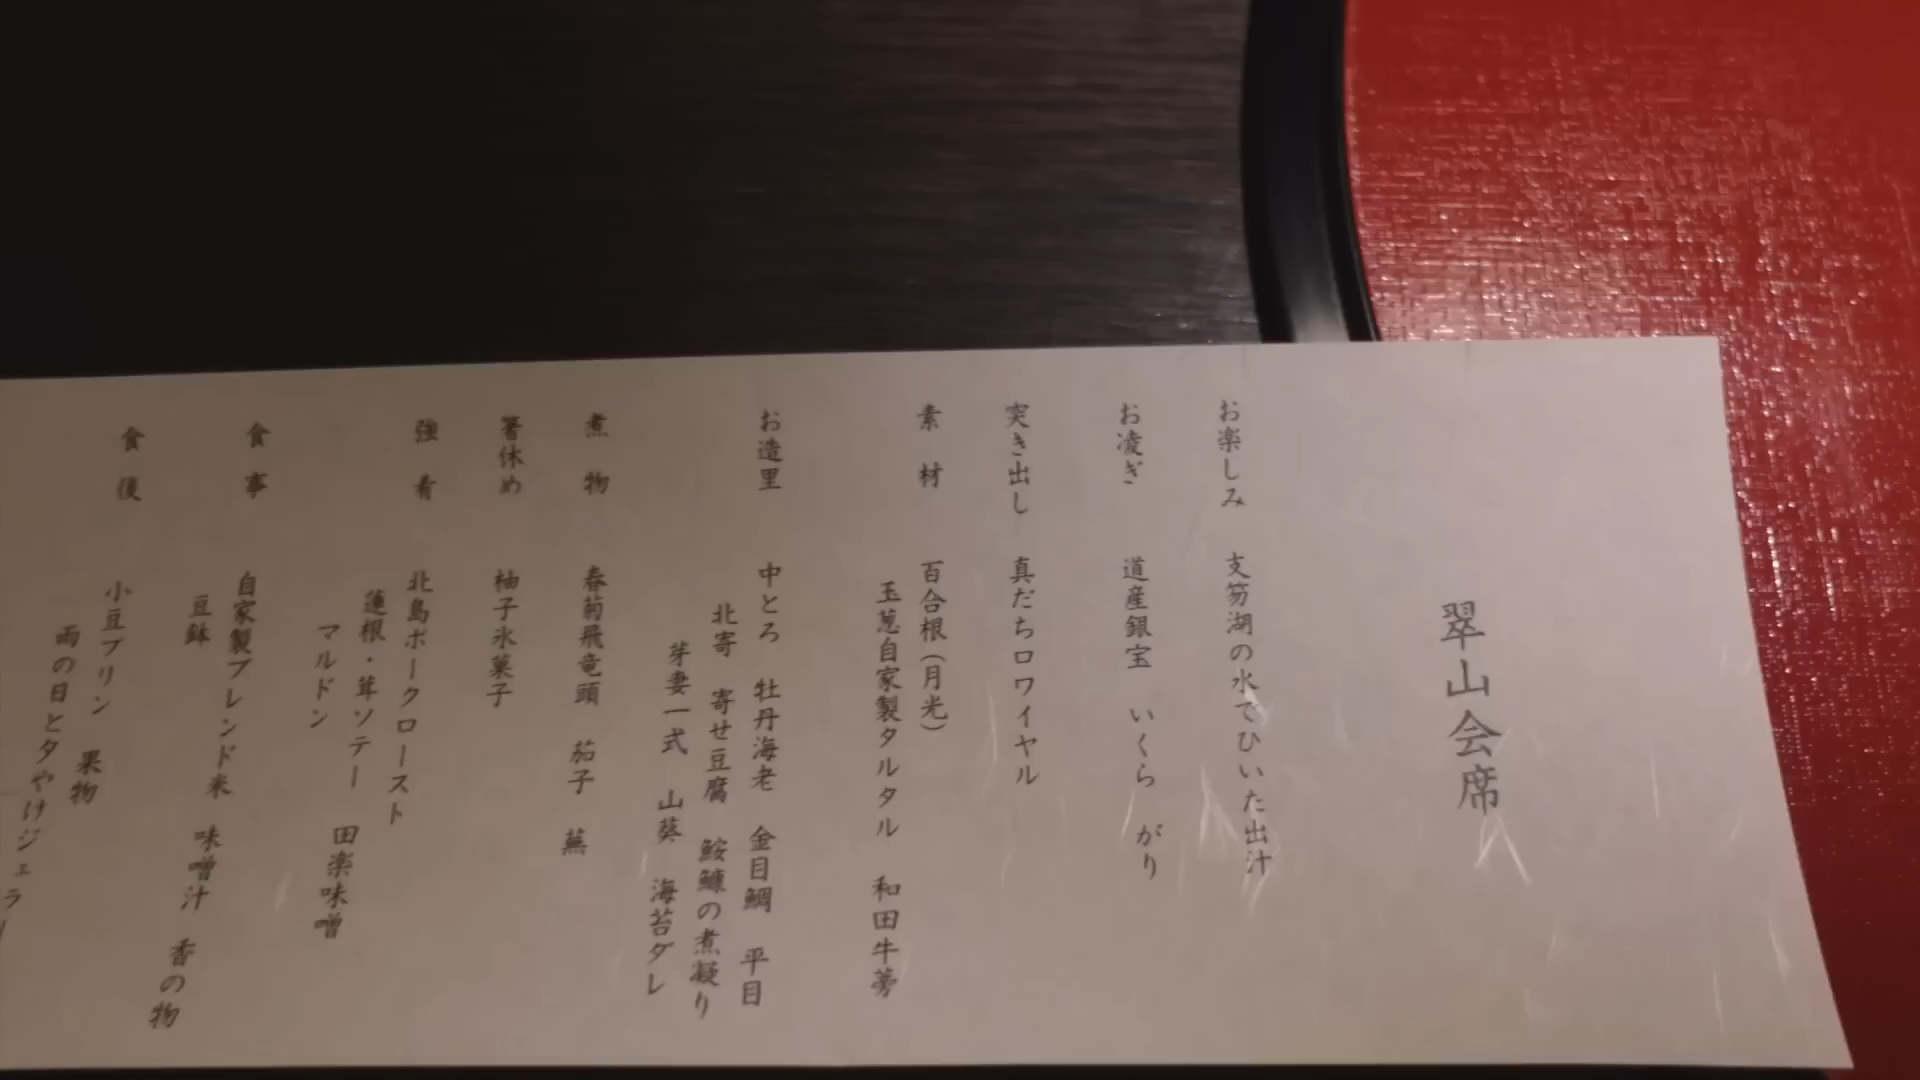 翠山会席
お楽しみ 支笏湖の水でひいた出汁
お凌ぎ 道産銀宝 いくら がり
突き出し 真だちロワイヤル
素材 百合根(月光)
玉葱自家製タルタル 和田牛蒡
お造里 中とろ 牡丹海老 金目鯛 平目
北寄 寄せ豆腐 鮟鱇の煮凝り
芽妻一式 山葵 海苔ダレ
煮物 春菊飛竜頭 茄子 蕪
箸休め 柚子氷菓子
強肴 北島ポークロースト
蓮根・茸ソテー 田楽味噌
マルドン
食事 自家製ブレンド米 味噌汁 香の物
豆鉢
食後 小豆プリン 果物
雨の日と夕やけジェラー